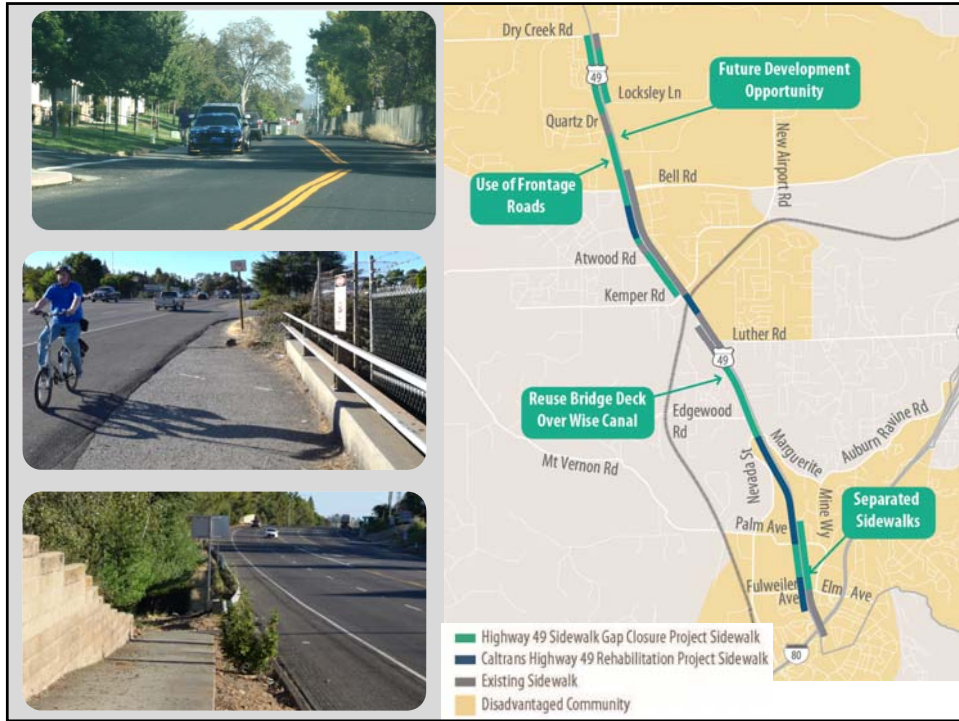 Dry Creek Rd
49
Locksley Ln
Future Development
Opportunity
Quartz Dr
New Airport Rd
Bell Rd
Use of Frontage
Roads
Atwood Rd
Kemper Rd
Luther Rd
49
Reuse Bridge Deck
Over Wise Canal
Edgewood
Rd
Mt Vernon Rd
Nevada St
Marguerite
Mine Wy
Auburn Ravine Rd
Separated
Sidewalks
Palm Ave
Fulweiler
Ave
Elm Ave
80
Highway 49 Sidewalk Gap Closure Project Sidewalk
Caltrans Highway 49 Rehabilitation Project Sidewalk
Existing Sidewalk
Disadvantaged Community